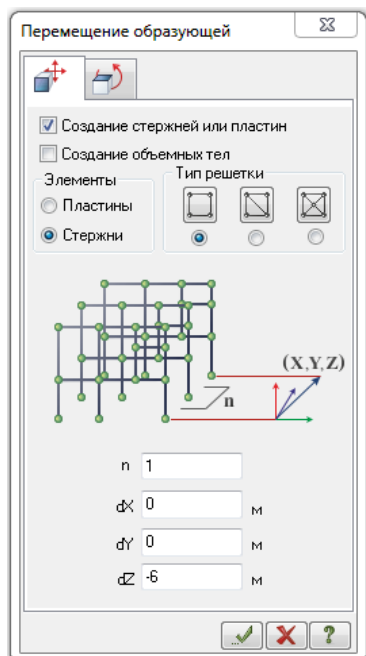 Перемещение образующей
Создание стержней или пластин
Создание объемных тел
Элементы
Тип решетки
Пластины
Стержни
(X,Y,Z)
n
n 1
dX 0 м
dY 0 м
dZ -6 м
?